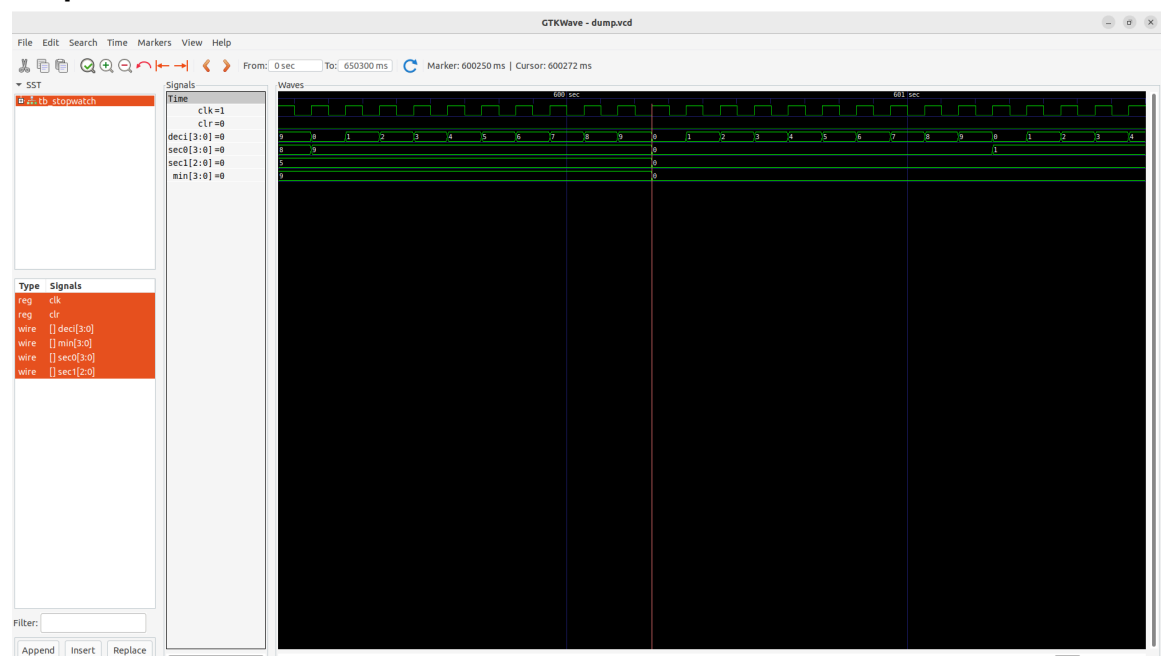 GTKWave - dump.vcd
File Edit Search Time Markers View Help
From: 0 sec To: 650300 ms Marker: 600250 ms | Cursor: 600272 ms
SST
tb_stopwatch
Type Signals
reg clk
reg clr
wire [] deci[3:0]
wire [] min[3:0]
wire [] sec0[3:0]
wire [] sec1[2:0]
Filter:
Append Insert Replace
Signals
Time
clk=1
clr=0
deci[3:0]=0
sec0[3:0]=0
sec1[2:0]=0
min[3:0]=0
Waves
600 sec 601 sec
9 0 1 2 3 4 5 6 7 8 9 0 1 2 3 4 5 6 7 8 9 0 1 2 3 4
8 9 0 1
5 0
9 0